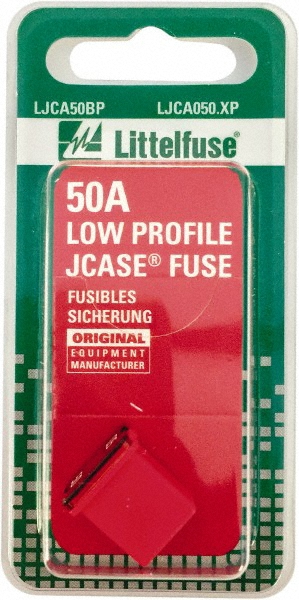 LJCA50BP LJCA050.XP
Littelfuse®
50A
LOW PROFILE
JCASE® FUSE
FUSIBLES
SICHERUNG
ORIGINAL
EQUIPMENT
MANUFACTURER